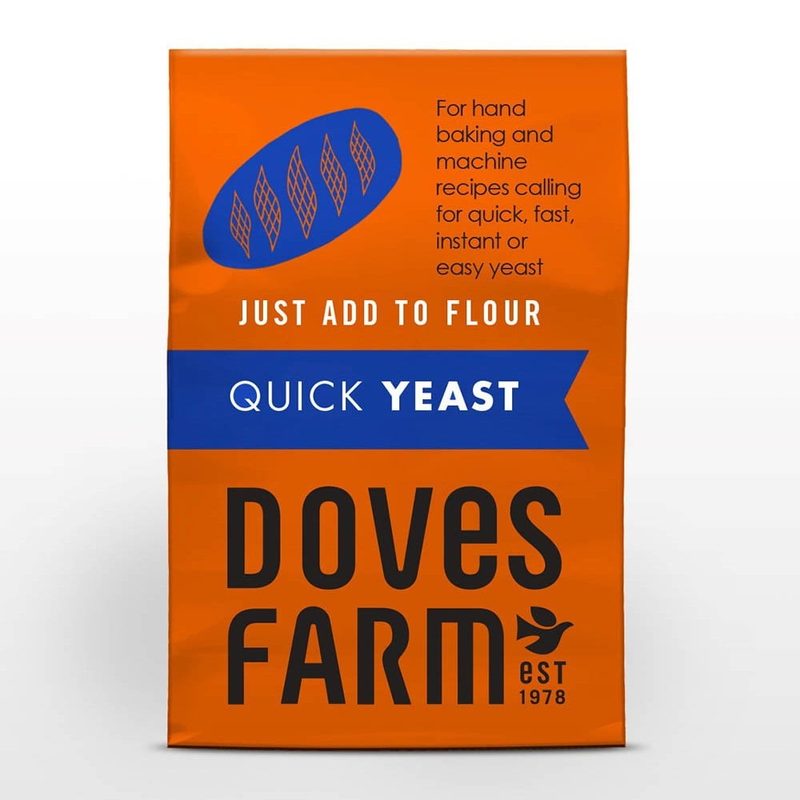 For hand
baking and
machine
recipes calling
for quick, fast,
instant or
easy yeast
JUST ADD TO FLOUR
QUICK YEAST
DOVES
FARM
EST
1978